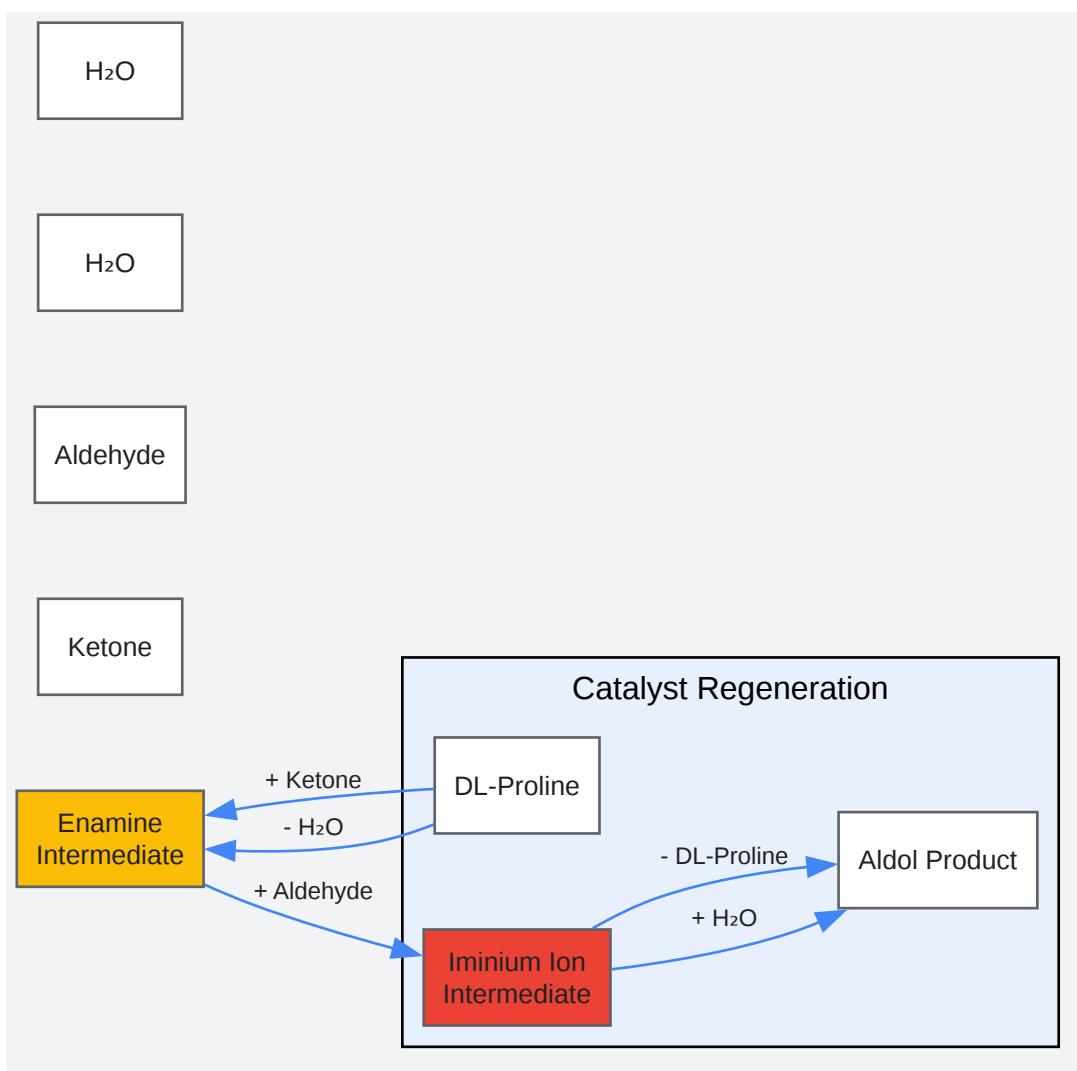 H₂O
H₂O
Aldehyde
Ketone
Catalyst Regeneration
DL-Proline
+ Ketone
- H₂O
Enamine
Intermediate
+ Aldehyde
- DL-Proline
Aldol Product
+ H₂O
Iminium Ion
Intermediate